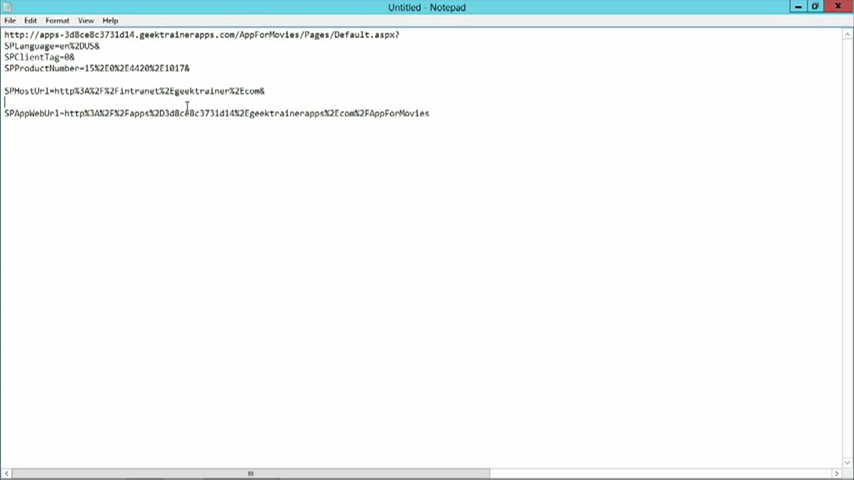 Untitled - Notepad
File Edit Format View Help
http://apps-3d8ce8c3731d14.geektrainerapps.com/AppForMovies/Pages/Default.aspx?
SPLanguage=en%2DUS&
SPClientTag=0&
SPProductNumber=15%2E0%2E4420%2E1017&
SPHostUrl=http%3A%2F%2Fintranet%2Egeektrainer%2Ecom&
SPAppWebUrl=http%3A%2F%2Fapps%2D3d8ce8c3731d14%2Egeektrainerapps%2Ecom%2FAppForMovies